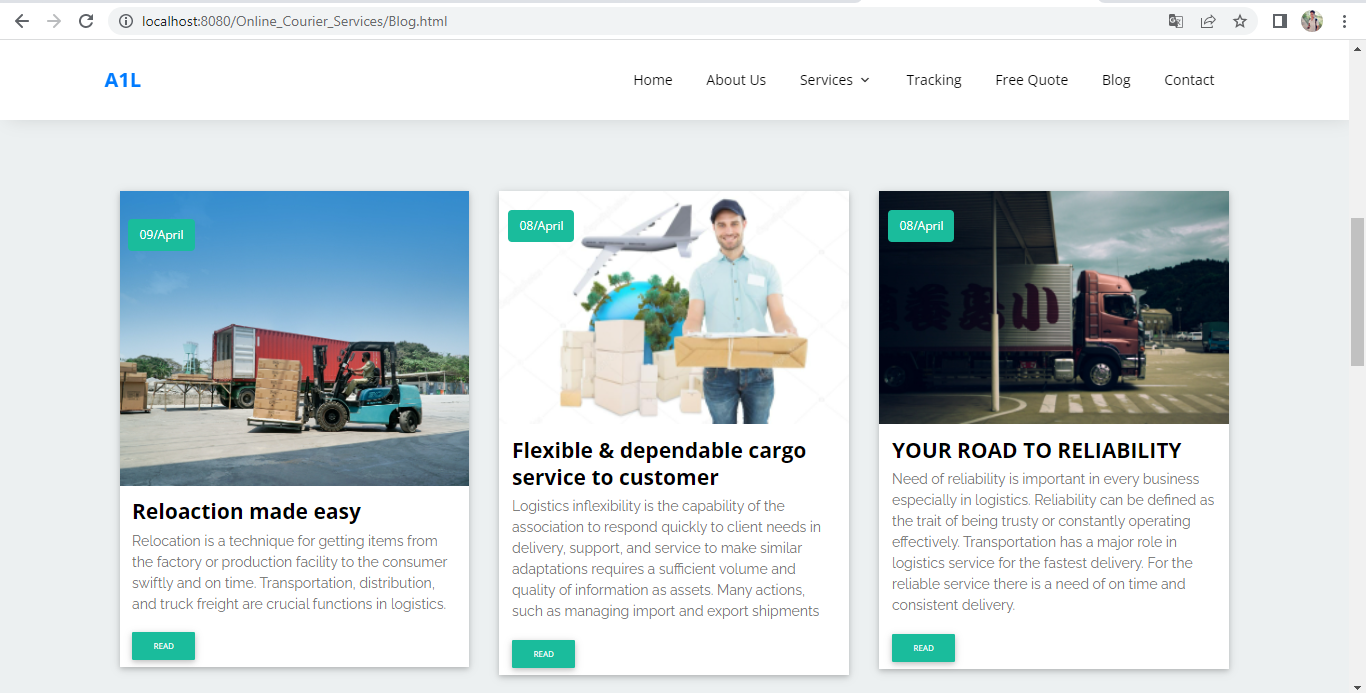 localhost:8080/Online_Courier_Services/Blog.html
A1L
Home About Us Services Tracking Free Quote Blog Contact
09/April
Reloaction made easy
Relocation is a technique for getting items from
the factory or production facility to the consumer
swiftly and on time. Transportation, distribution,
and truck freight are crucial functions in logistics.
READ
08/April
Flexible & dependable cargo
service to customer
Logistics inflexibility is the capability of the
association to respond quickly to client needs in
delivery, support, and service to make similar
adaptations requires a sufficient volume and
quality of information as assets. Many actions,
such as managing import and export shipments
READ
08/April
YOUR ROAD TO RELIABILITY
Need of reliability is important in every business
especially in logistics. Reliability can be defined as
the trait of being trusty or constantly operating
effectively. Transportation has a major role in
logistics service for the fastest delivery. For the
reliable service there is a need of on time and
consistent delivery.
READ